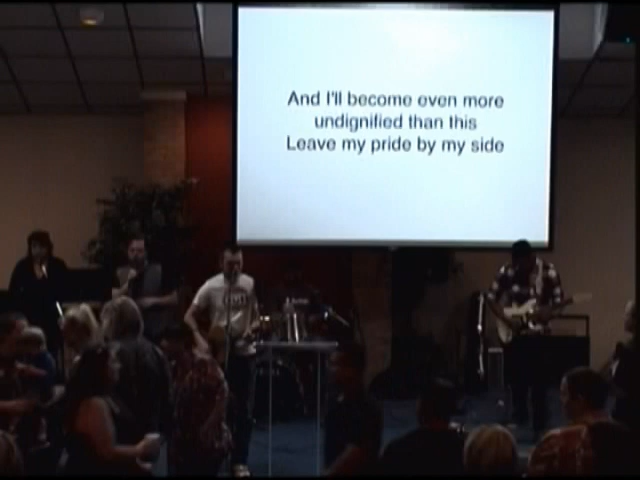 And I'll become even more
undignified than this
Leave my pride by my side